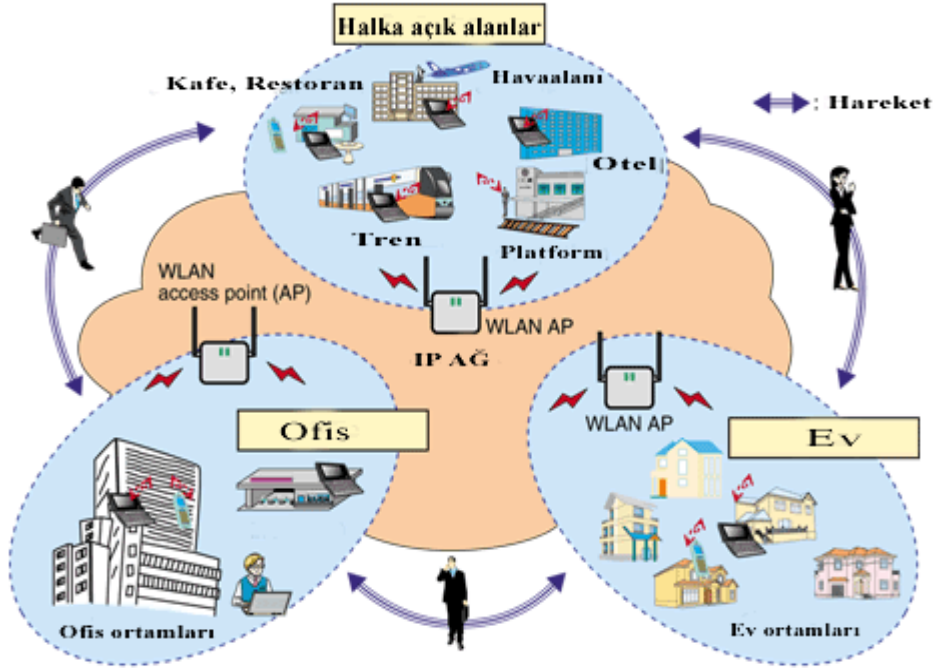 Halka açık alanlar
Kafe, Restoran
Havaalanı
: Hareket
Otel
Tren
Platform
WLAN
access point (AP)
WLAN AP
IP AĞ
WLAN AP
Ofis
Ev
Ofis ortamları
Ev ortamları